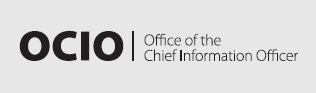 OCIO
Office of the
Chief Information Officer